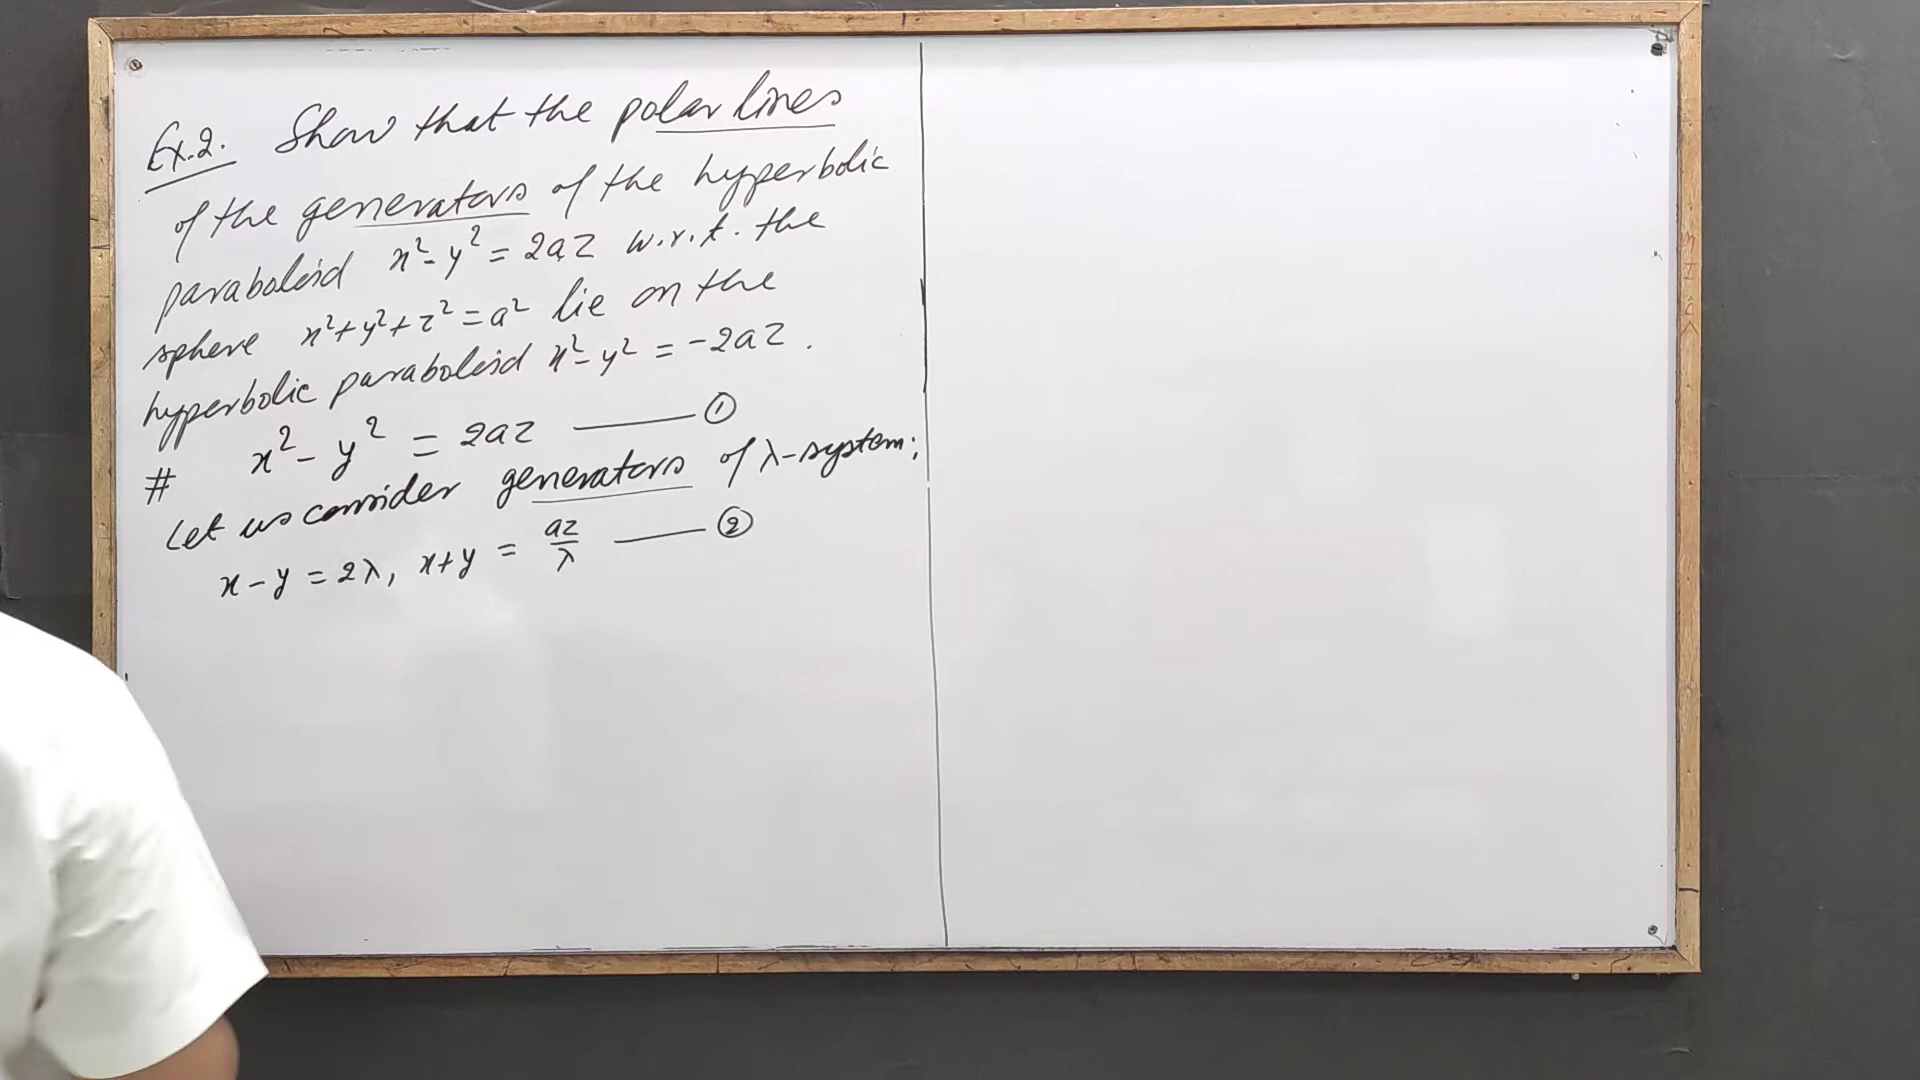 Ex.2. Show that the polar lines
of the generators of the hyperbolic
paraboloid x² - y² = 2az w.r.t. the
sphere x² + y² + z² = a² lie on the
hyperbolic paraboloid x² - y² = -2az.
# x² - y² = 2az —— ①
Let us consider generators of λ-system;
x - y = 2λ, x + y = az/λ —— ②